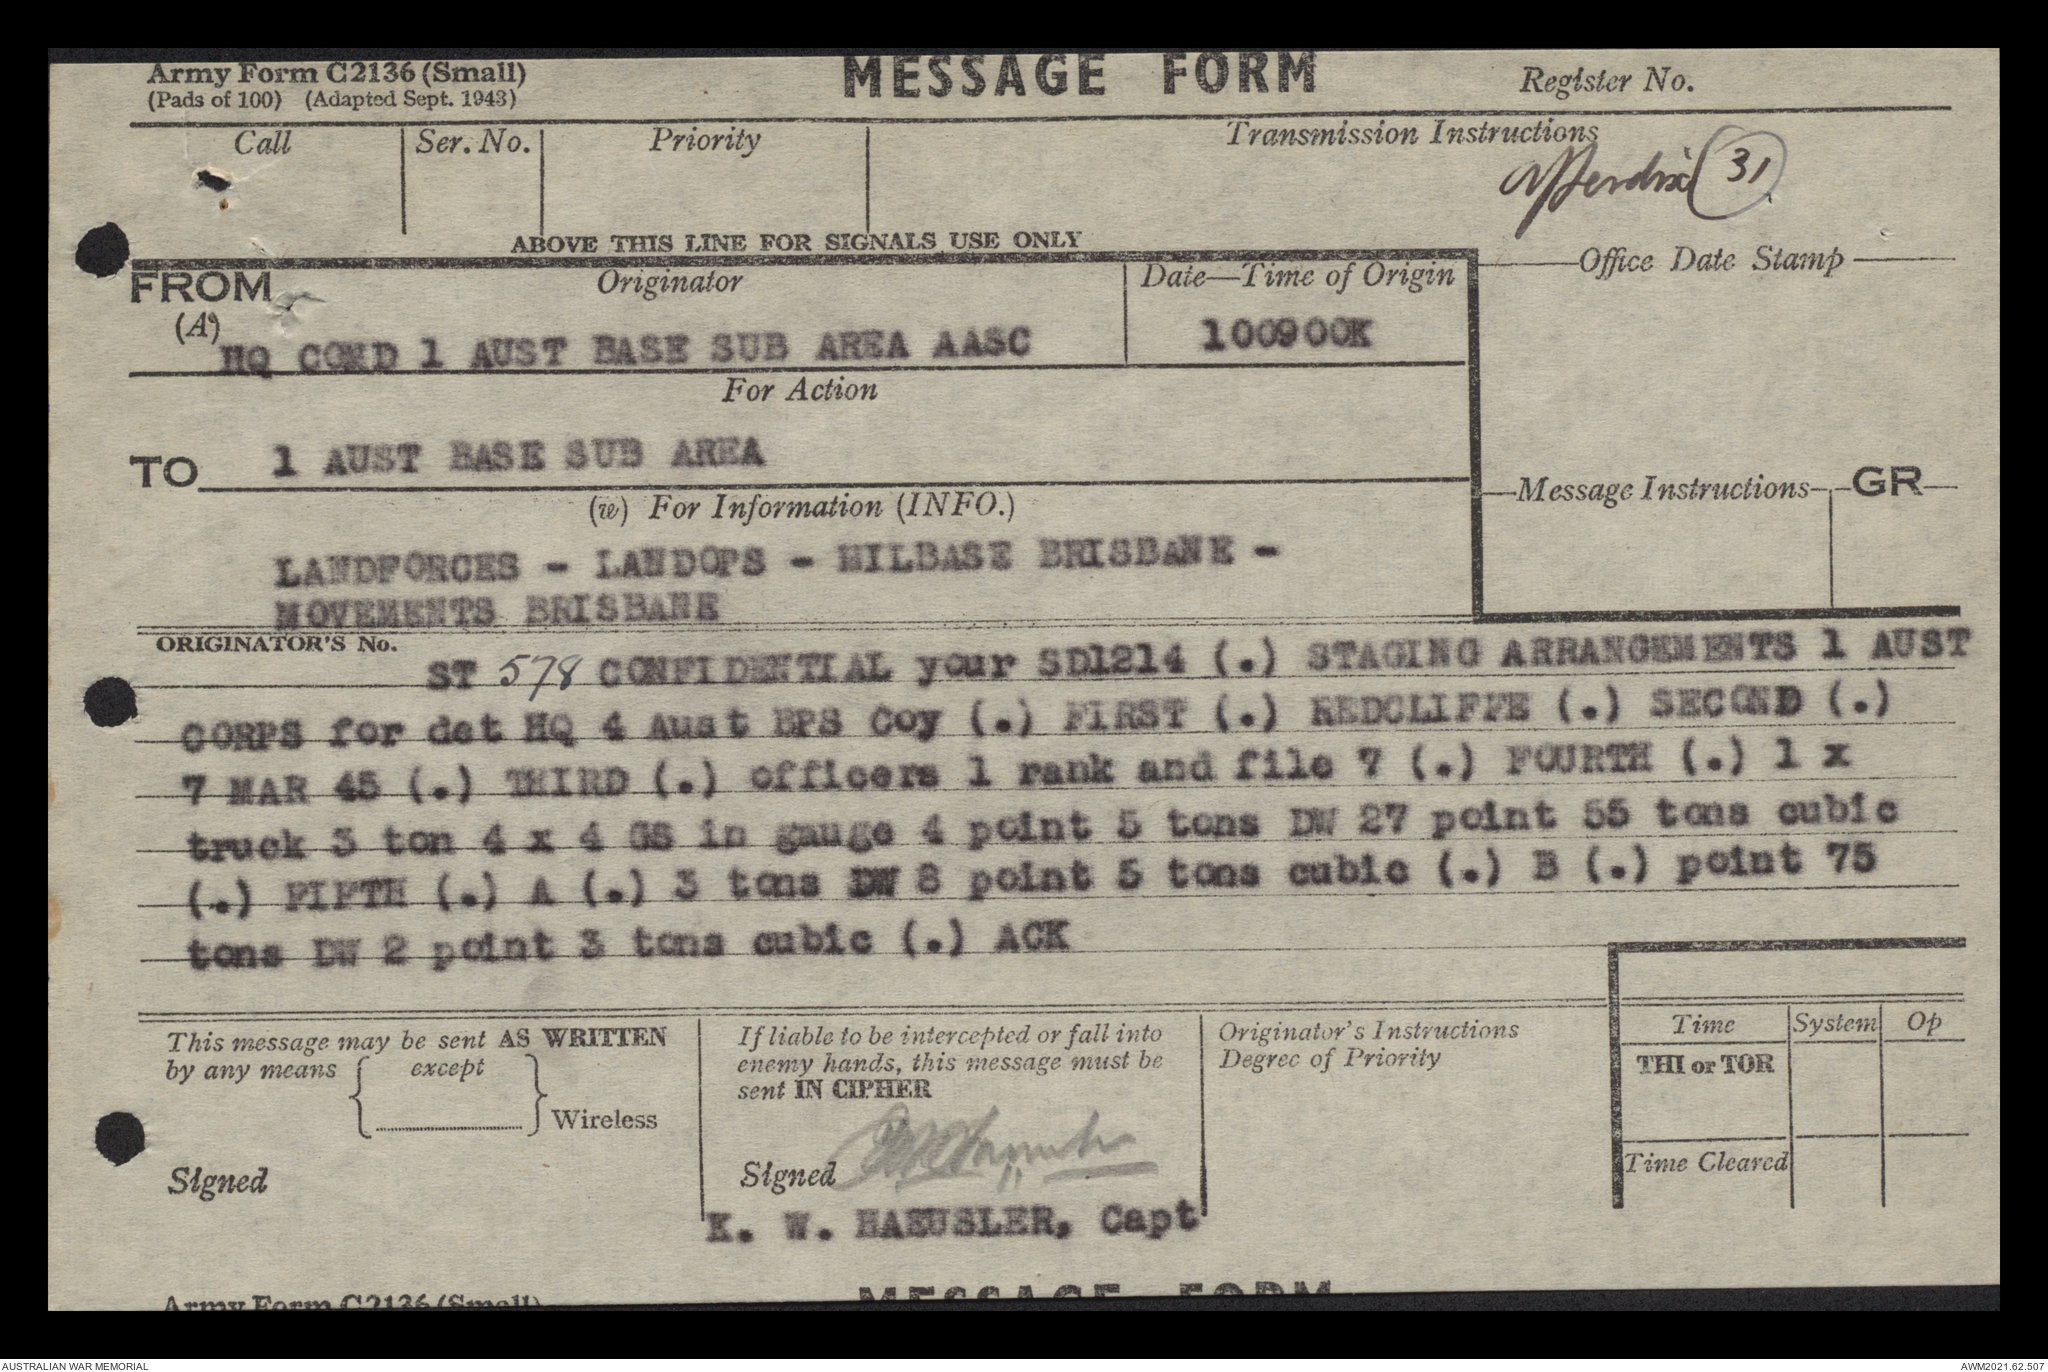 Army Form C2136 (Small)
(Pads of 100) (Adapted Sept. 1943)
MESSAGE FORM
Register No.
Call
Ser. No.
Priority
Transmission Instructions
Appendix 31
ABOVE THIS LINE FOR SIGNALS USE ONLY
FROM
(A)
Originator
Date—Time of Origin
Office Date Stamp
HQ COMD 1 AUST BASE SUB AREA AASC
100900K
For Action
TO
1 AUST BASE SUB AREA
(w) For Information (INFO.)
Message Instructions
GR
LANDFORCES - LANDOPS - MILBASE BRISBANE -
MOVEMENTS BRISBANE
ORIGINATOR'S No.
ST 578 CONFIDENTIAL your SD1214 (.) STAGING ARRANGEMENTS 1 AUST
CORPS for det HQ 4 Aust BPS Coy (.) FIRST (.) REDCLIFFE (.) SECOND (.)
7 MAR 45 (.) THIRD (.) officers 1 rank and file 7 (.) FOURTH (.) 1 x
truck 3 ton 4 x 4 GS in gauge 4 point 5 tons DW 27 point 55 tons cubic
(.) FIFTH (.) A (.) 3 tons DW 8 point 5 tons cubic (.) B (.) point 75
tons DW 2 point 3 tons cubic (.) ACK
This message may be sent AS WRITTEN
by any means
except
Wireless
Signed
If liable to be intercepted or fall into
enemy hands, this message must be
sent IN CIPHER
Signed
K. W. HAEUSLER, Capt
Originator's Instructions
Degree of Priority
Time
System
Op
THI or TOR
Time Cleared
Army Form C2136 (Small)
MESSAGE FORM
AUSTRALIAN WAR MEMORIAL
AWM2021.62.507